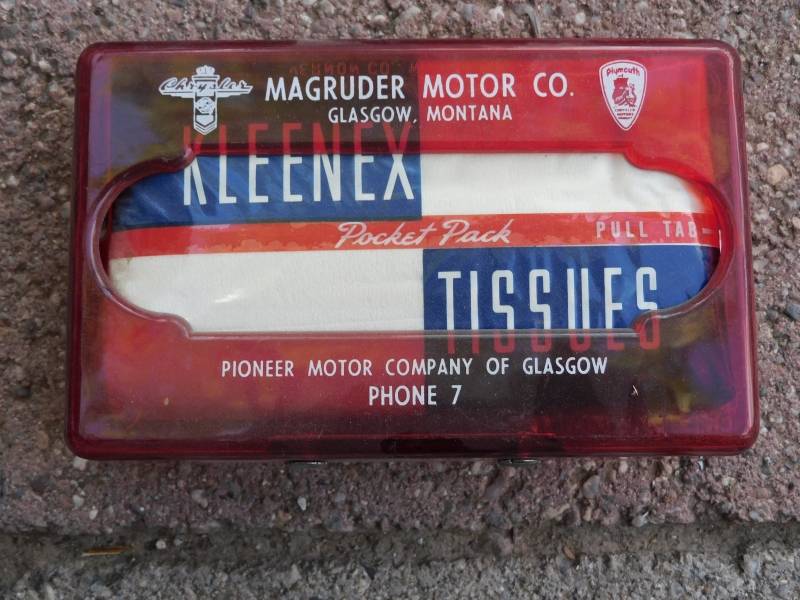 Chrysler
MAGRUDER MOTOR CO.
GLASGOW, MONTANA
Plymouth
KLEENEX
Pocket Pack
PULL TAB
TISSUES
PIONEER MOTOR COMPANY OF GLASGOW
PHONE 7